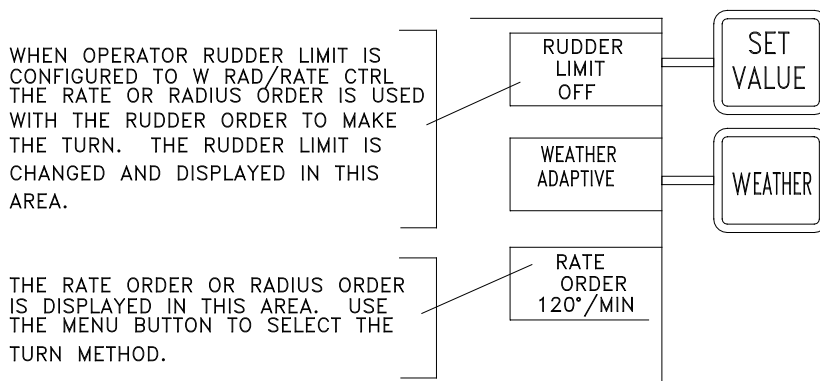 WHEN OPERATOR RUDDER LIMIT IS
CONFIGURED TO W RAD/RATE CTRL
THE RATE OR RADIUS ORDER IS USED
WITH THE RUDDER ORDER TO MAKE
THE TURN. THE RUDDER LIMIT IS
CHANGED AND DISPLAYED IN THIS
AREA.
RUDDER
LIMIT
OFF
SET
VALUE
WEATHER
ADAPTIVE
WEATHER
THE RATE ORDER OR RADIUS ORDER
IS DISPLAYED IN THIS AREA. USE
THE MENU BUTTON TO SELECT THE
TURN METHOD.
RATE
ORDER
120°/MIN